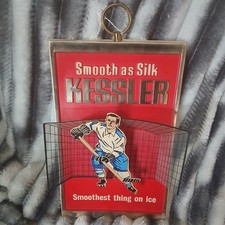 Smooth as Silk
KESSLER
Smoothest thing on Ice